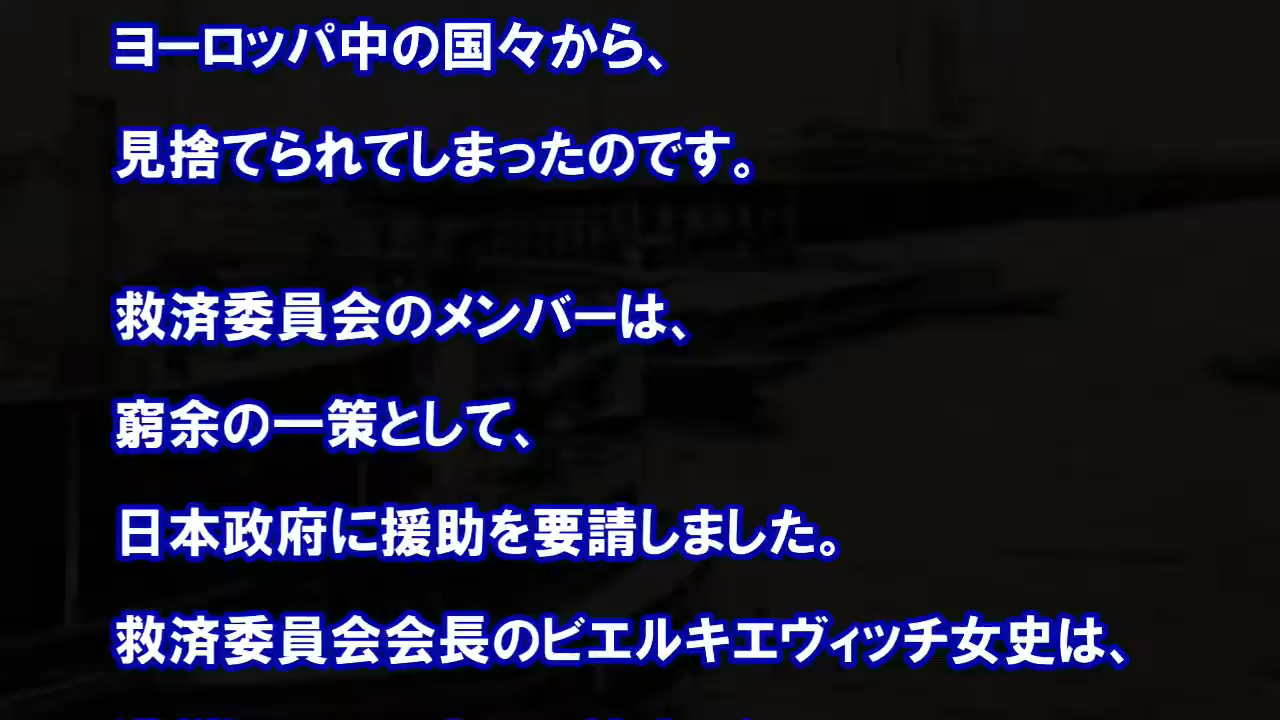 ヨーロッパ中の国々から、
見捨てられてしまったのです。
救済委員会のメンバーは、
窮余の一策として、
日本政府に援助を要請しました。
救済委員会会長のビエルキエヴィッチ女史は、